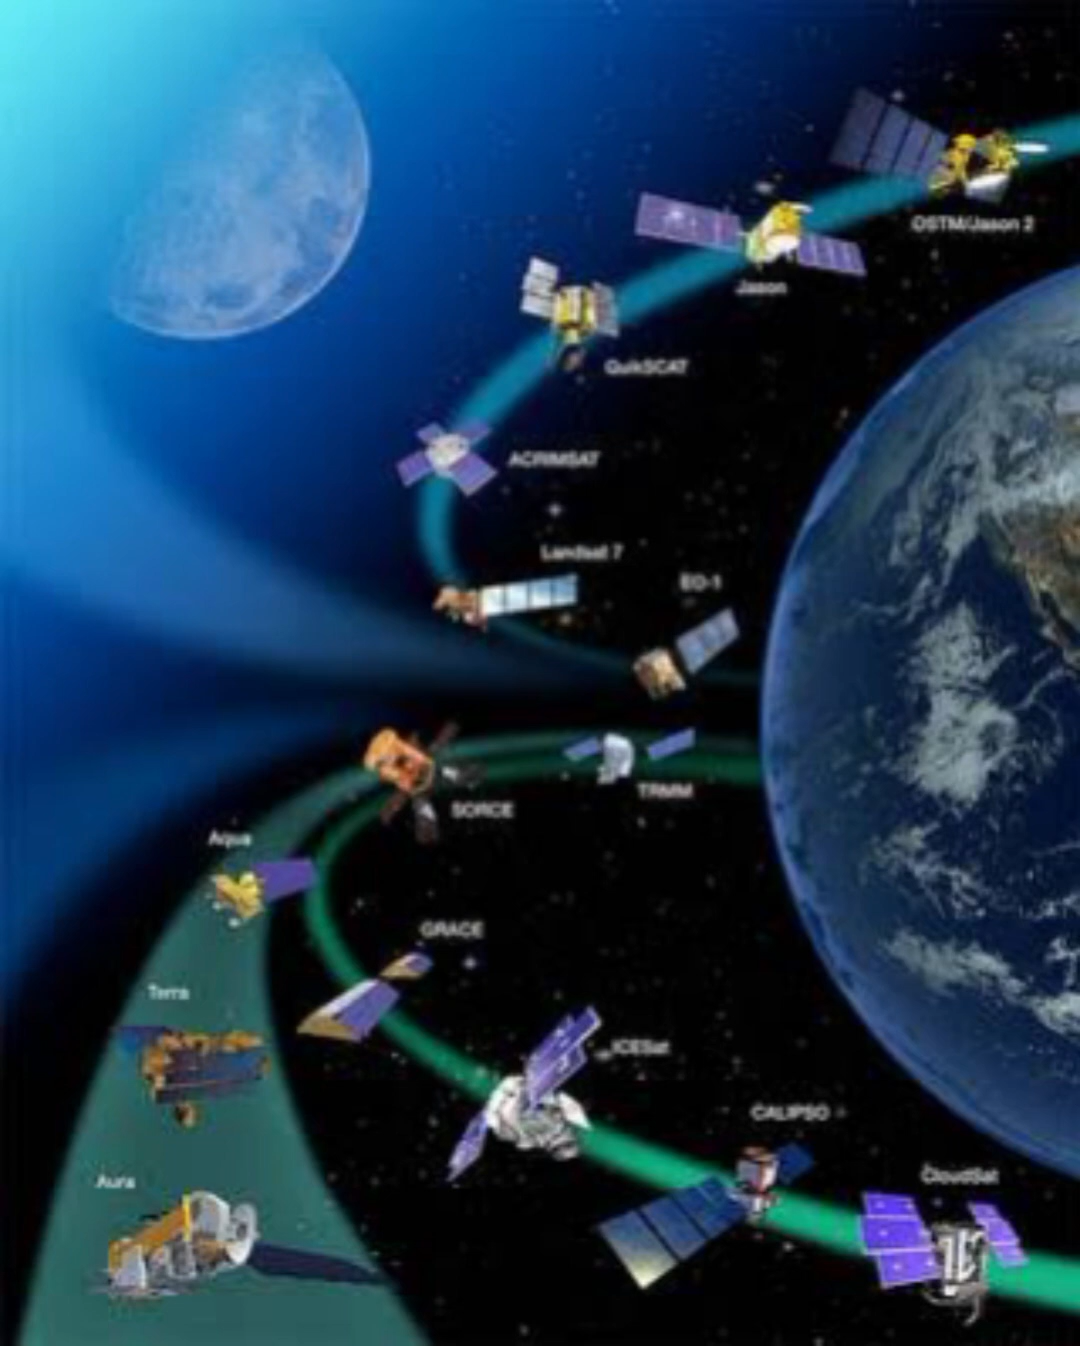 OSTM/Jason 2
Jason
QuikSCAT
ACRIMSAT
Landsat 7
EO-1
TRMM
SORCE
Aqua
GRACE
Terra
ICESat
CALIPSO
CloudSat
Aura